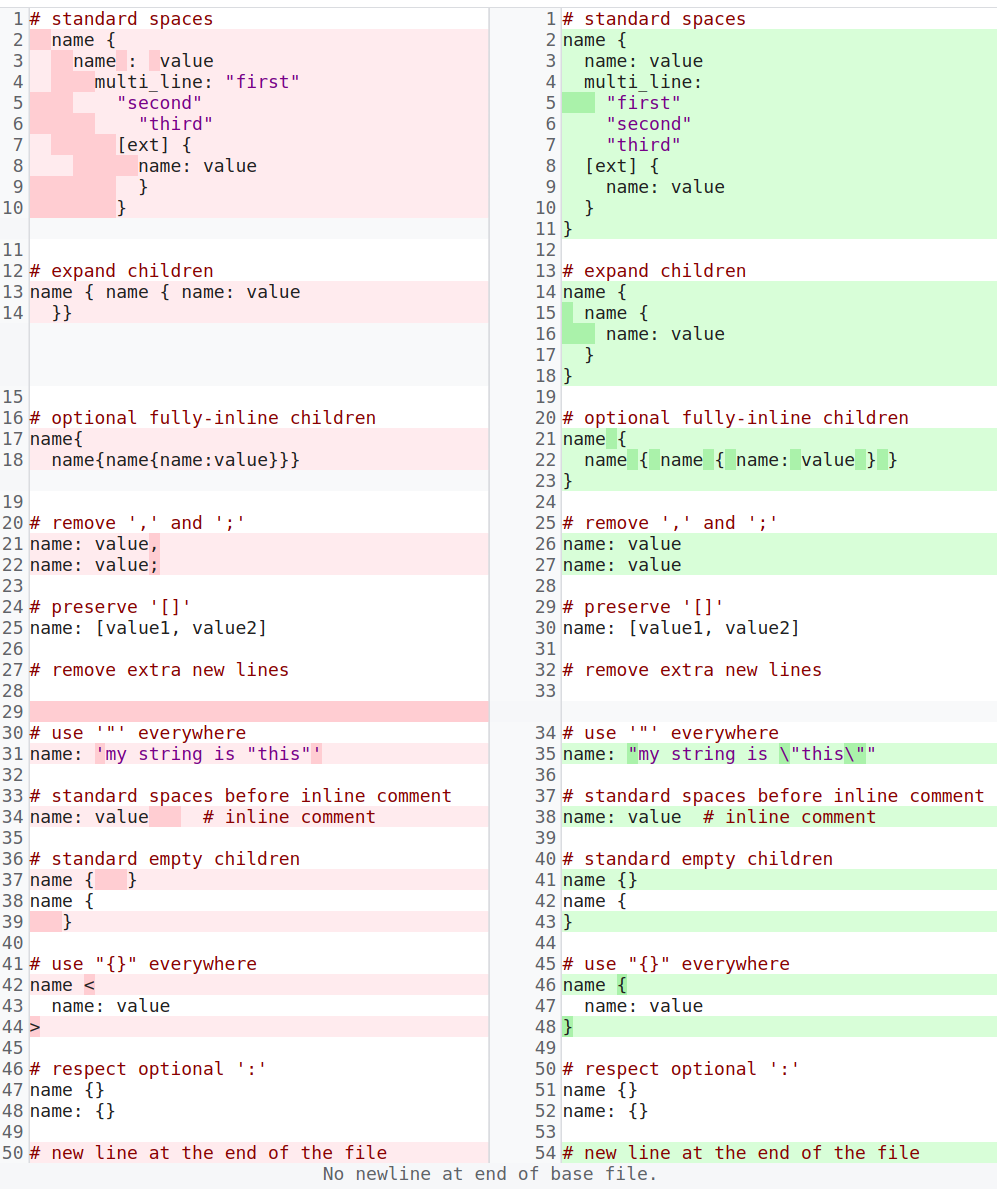 1 # standard spaces
2   name {
3     name : : value
4       multi_line: "first"
5         "second"
6           "third"
7         [ext] {
8           name: value
9           }
10         }
11
12 # expand children
13 name { name { name: value
14   }}
15
16 # optional fully-inline children
17 name{
18   name{name{name:value}}}
19
20 # remove ',' and ';'
21 name: value,
22 name: value;
23
24 # preserve '[]'
25 name: [value1, value2]
26
27 # remove extra new lines
28
29
30 # use '"' everywhere
31 name: 'my string is "this"'
32
33 # standard spaces before inline comment
34 name: value     # inline comment
35
36 # standard empty children
37 name {   }
38 name {
39    }
40
41 # use "{}" everywhere
42 name <
43   name: value
44 >
45
46 # respect optional ':'
47 name {}
48 name: {}
49
50 # new line at the end of the file
1 # standard spaces
2 name {
3   name: value
4   multi_line:
5     "first"
6     "second"
7     "third"
8   [ext] {
9     name: value
10   }
11 }
12
13 # expand children
14 name {
15   name {
16     name: value
17   }
18 }
19
20 # optional fully-inline children
21 name {
22   name { name { name: value } }
23 }
24
25 # remove ',' and ';'
26 name: value
27 name: value
28
29 # preserve '[]'
30 name: [value1, value2]
31
32 # remove extra new lines
33
34 # use '"' everywhere
35 name: "my string is \"this\""
36
37 # standard spaces before inline comment
38 name: value  # inline comment
39
40 # standard empty children
41 name {}
42 name {
43 }
44
45 # use "{}" everywhere
46 name {
47   name: value
48 }
49
50 # respect optional ':'
51 name {}
52 name: {}
53
54 # new line at the end of the file
No newline at end of base file.